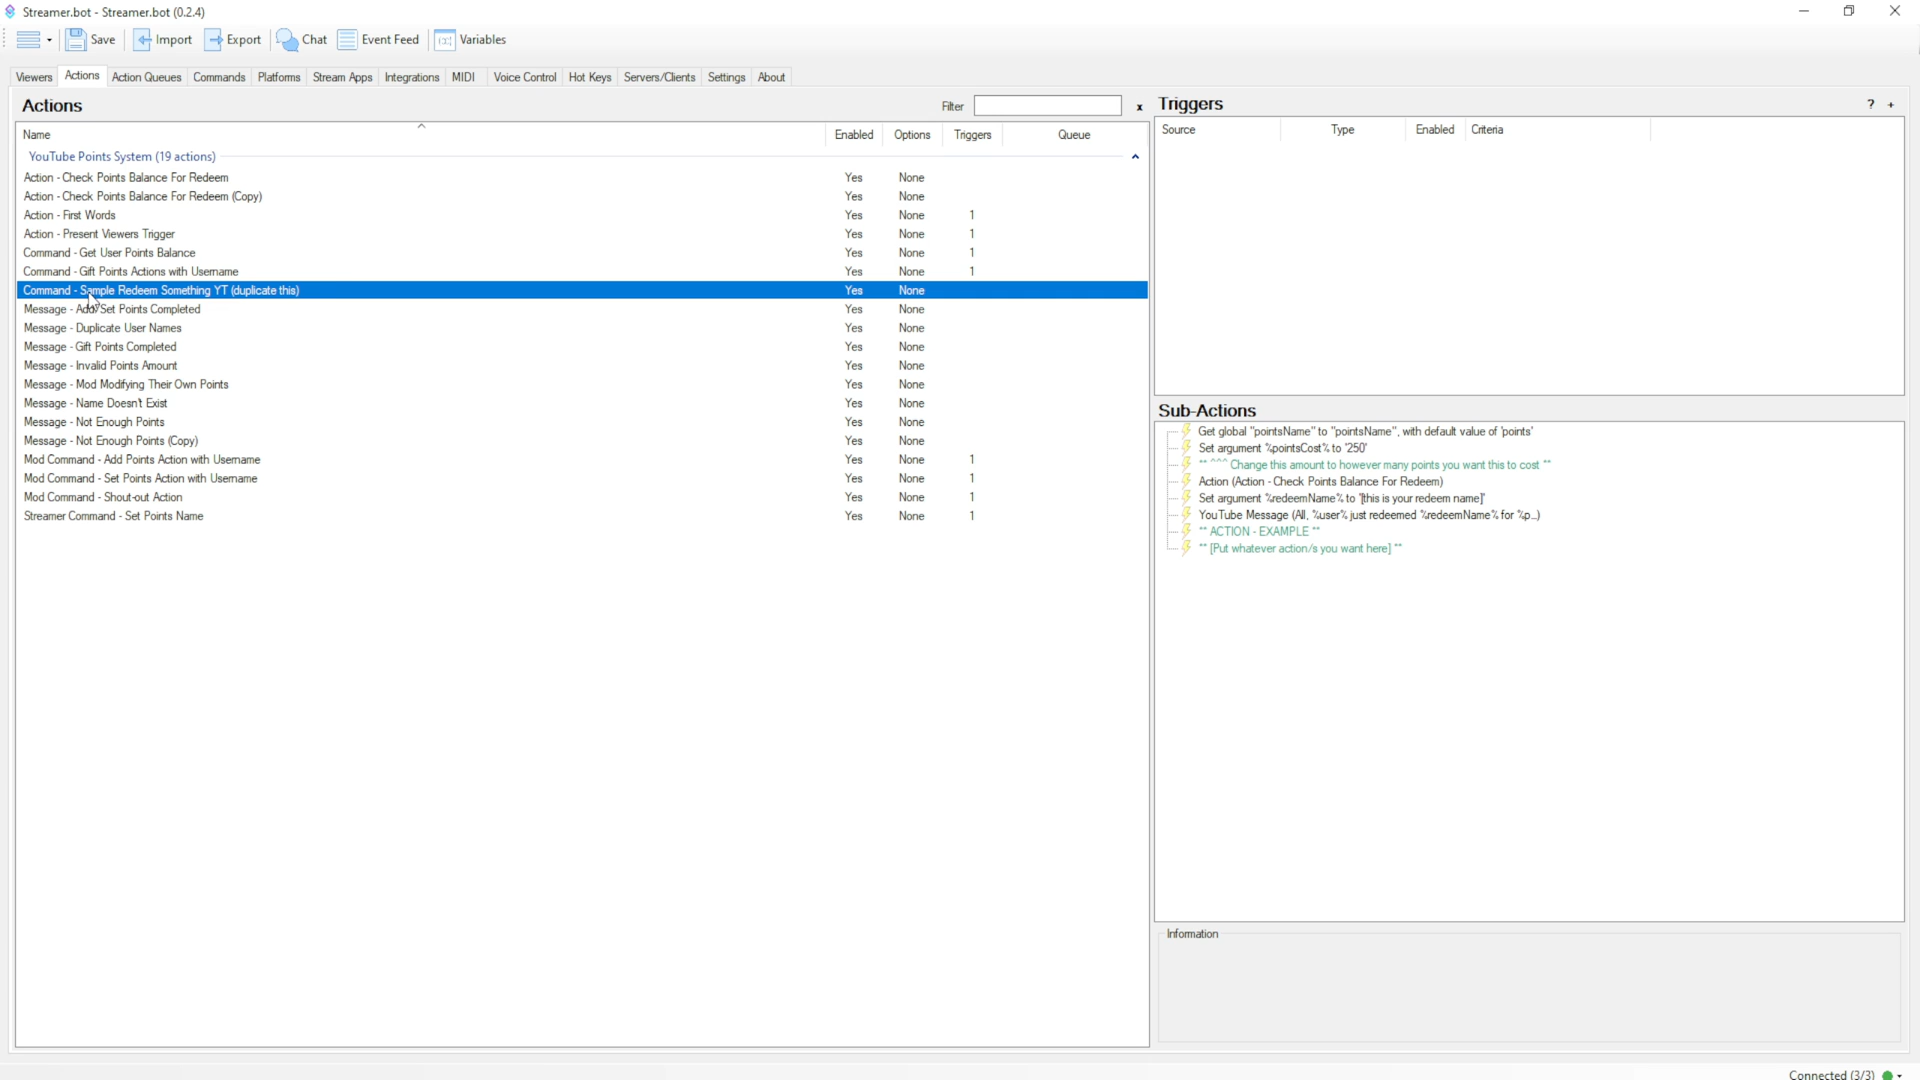 Streamer.bot - Streamer.bot (0.2.4)
Save Import Export Chat Event Feed Variables
Viewers Actions Action Queues Commands Platforms Stream Apps Integrations MIDI Voice Control Hot Keys Servers/Clients Settings About
Actions Filter x
Name Enabled Options Triggers Queue
YouTube Points System (19 actions)
Action - Check Points Balance For Redeem Yes None
Action - Check Points Balance For Redeem (Copy) Yes None
Action - First Words Yes None 1
Action - Present Viewers Trigger Yes None 1
Command - Get User Points Balance Yes None 1
Command - Gift Points Actions with Username Yes None 1
Command - Sample Redeem Something YT (duplicate this) Yes None
Message - Add/Set Points Completed Yes None
Message - Duplicate User Names Yes None
Message - Gift Points Completed Yes None
Message - Invalid Points Amount Yes None
Message - Mod Modifying Their Own Points Yes None
Message - Name Doesn't Exist Yes None
Message - Not Enough Points Yes None
Message - Not Enough Points (Copy) Yes None
Mod Command - Add Points Action with Username Yes None 1
Mod Command - Set Points Action with Username Yes None 1
Mod Command - Shout-out Action Yes None 1
Streamer Command - Set Points Name Yes None 1
Triggers ? +
Source Type Enabled Criteria
Sub-Actions
Get global "pointsName" to "pointsName", with default value of 'points'
Set argument %pointsCost% to '250'
** ^^^ Change this amount to however many points you want this to cost **
Action (Action - Check Points Balance For Redeem)
Set argument %redeemName% to '[this is your redeem name]'
YouTube Message (All, %user% just redeemed %redeemName% for %p...)
** ACTION - EXAMPLE **
** [Put whatever action/s you want here] **
Information
Connected (3/3)